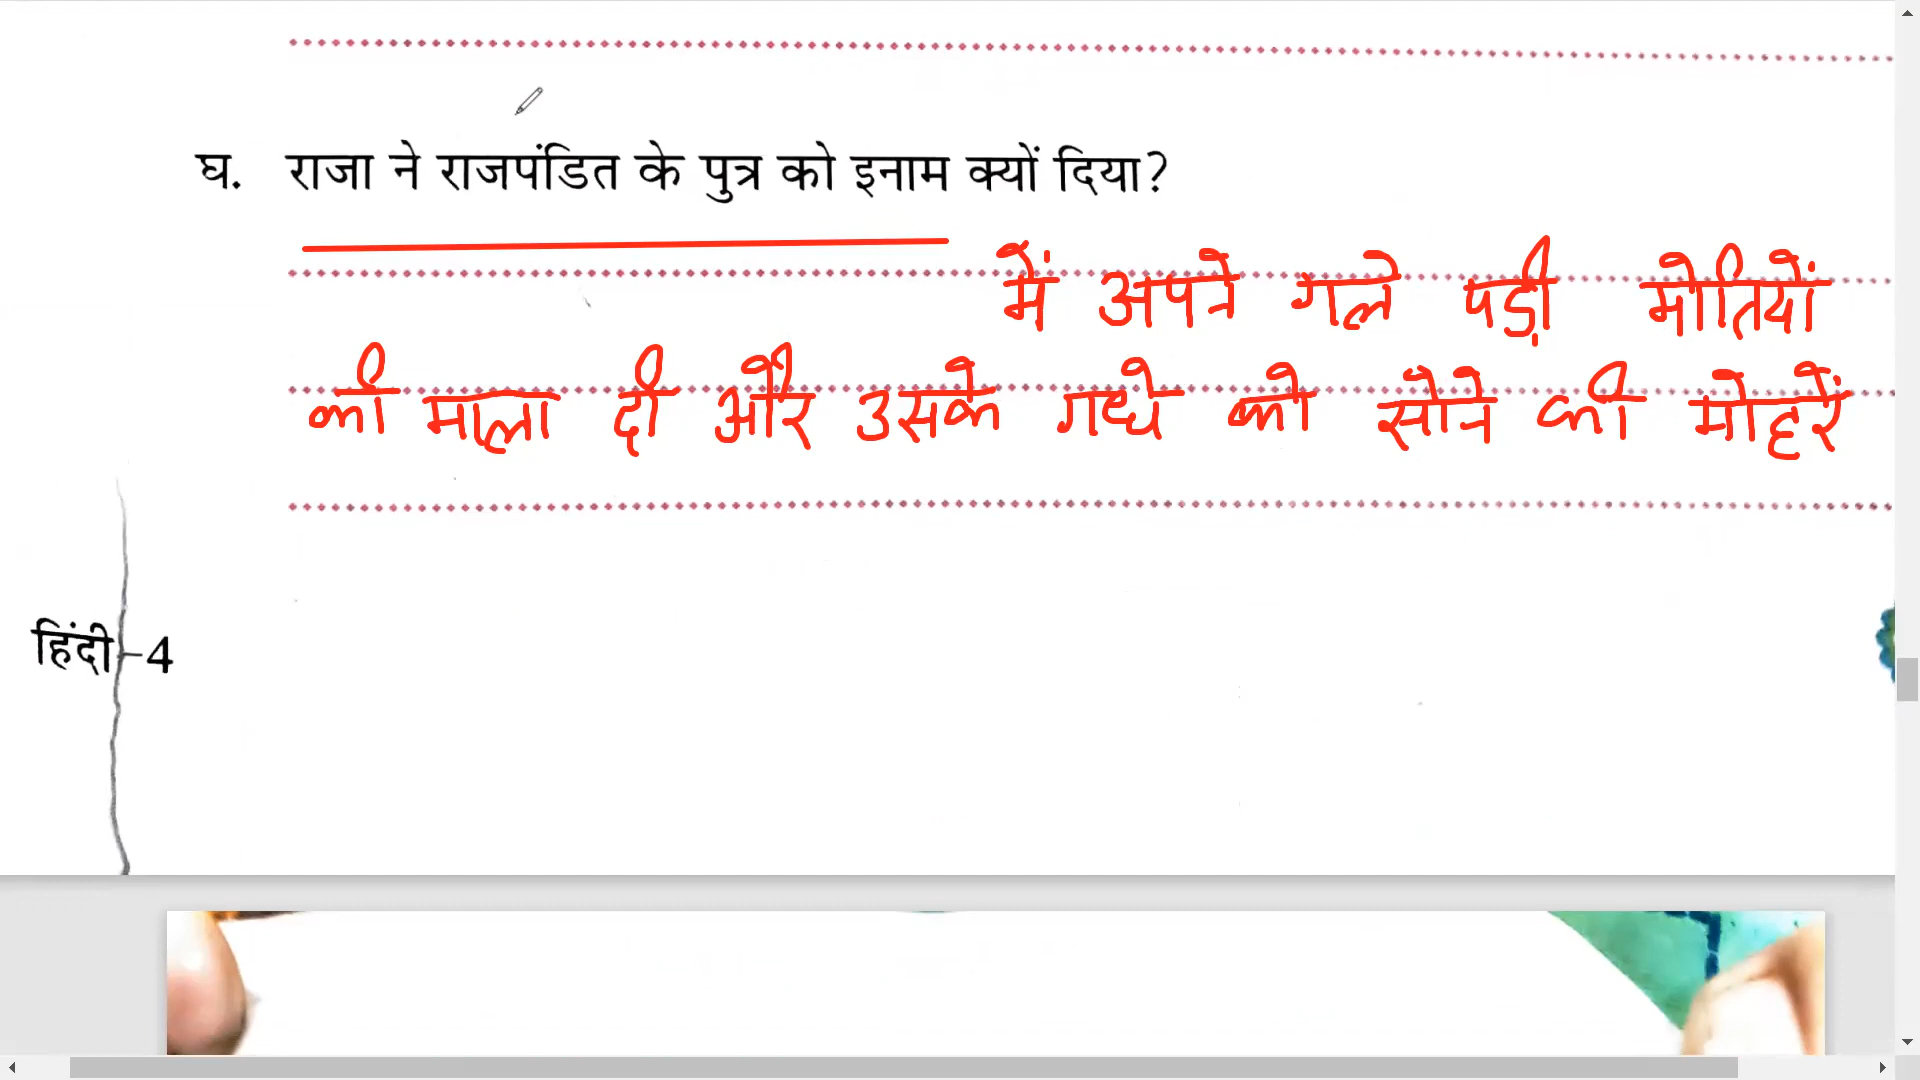 घ. राजा ने राजपंडित के पुत्र को इनाम क्यों दिया?
में अपने गले पड़ी मोतियों
की माला दी और उसके गधे को सोने की मोहरें
हिंदी-4